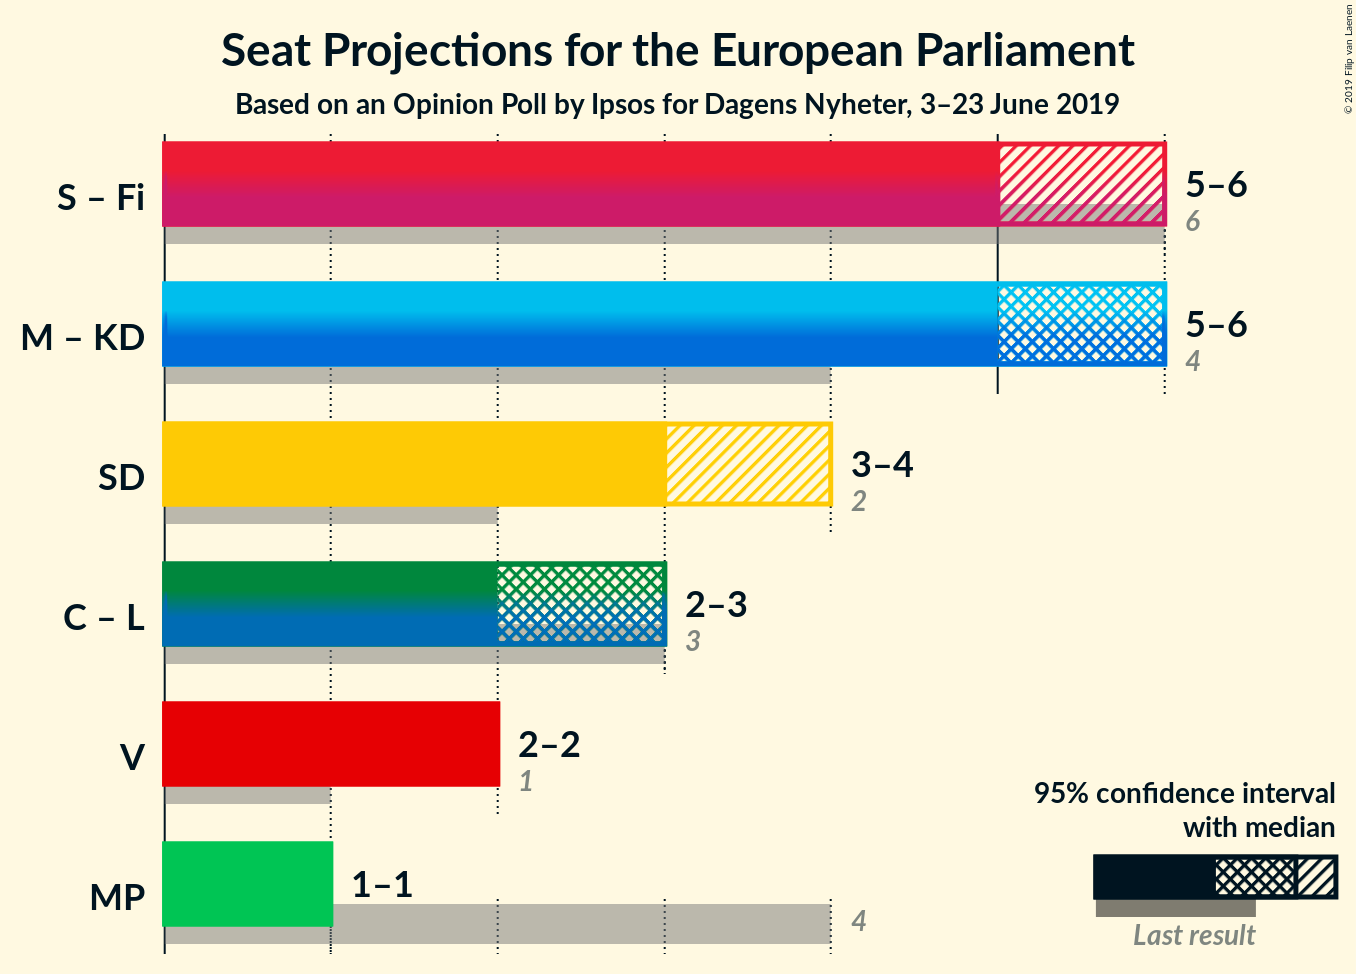 Seat Projections for the European Parliament
Based on an Opinion Poll by Ipsos for Dagens Nyheter, 3–23 June 2019
© 2019 Filip van Laenen
S – Fi
5–6
6
M – KD
5–6
4
SD
3–4
2
C – L
2–3
3
V
2–2
1
MP
1–1
4
95% confidence interval
with median
Last result